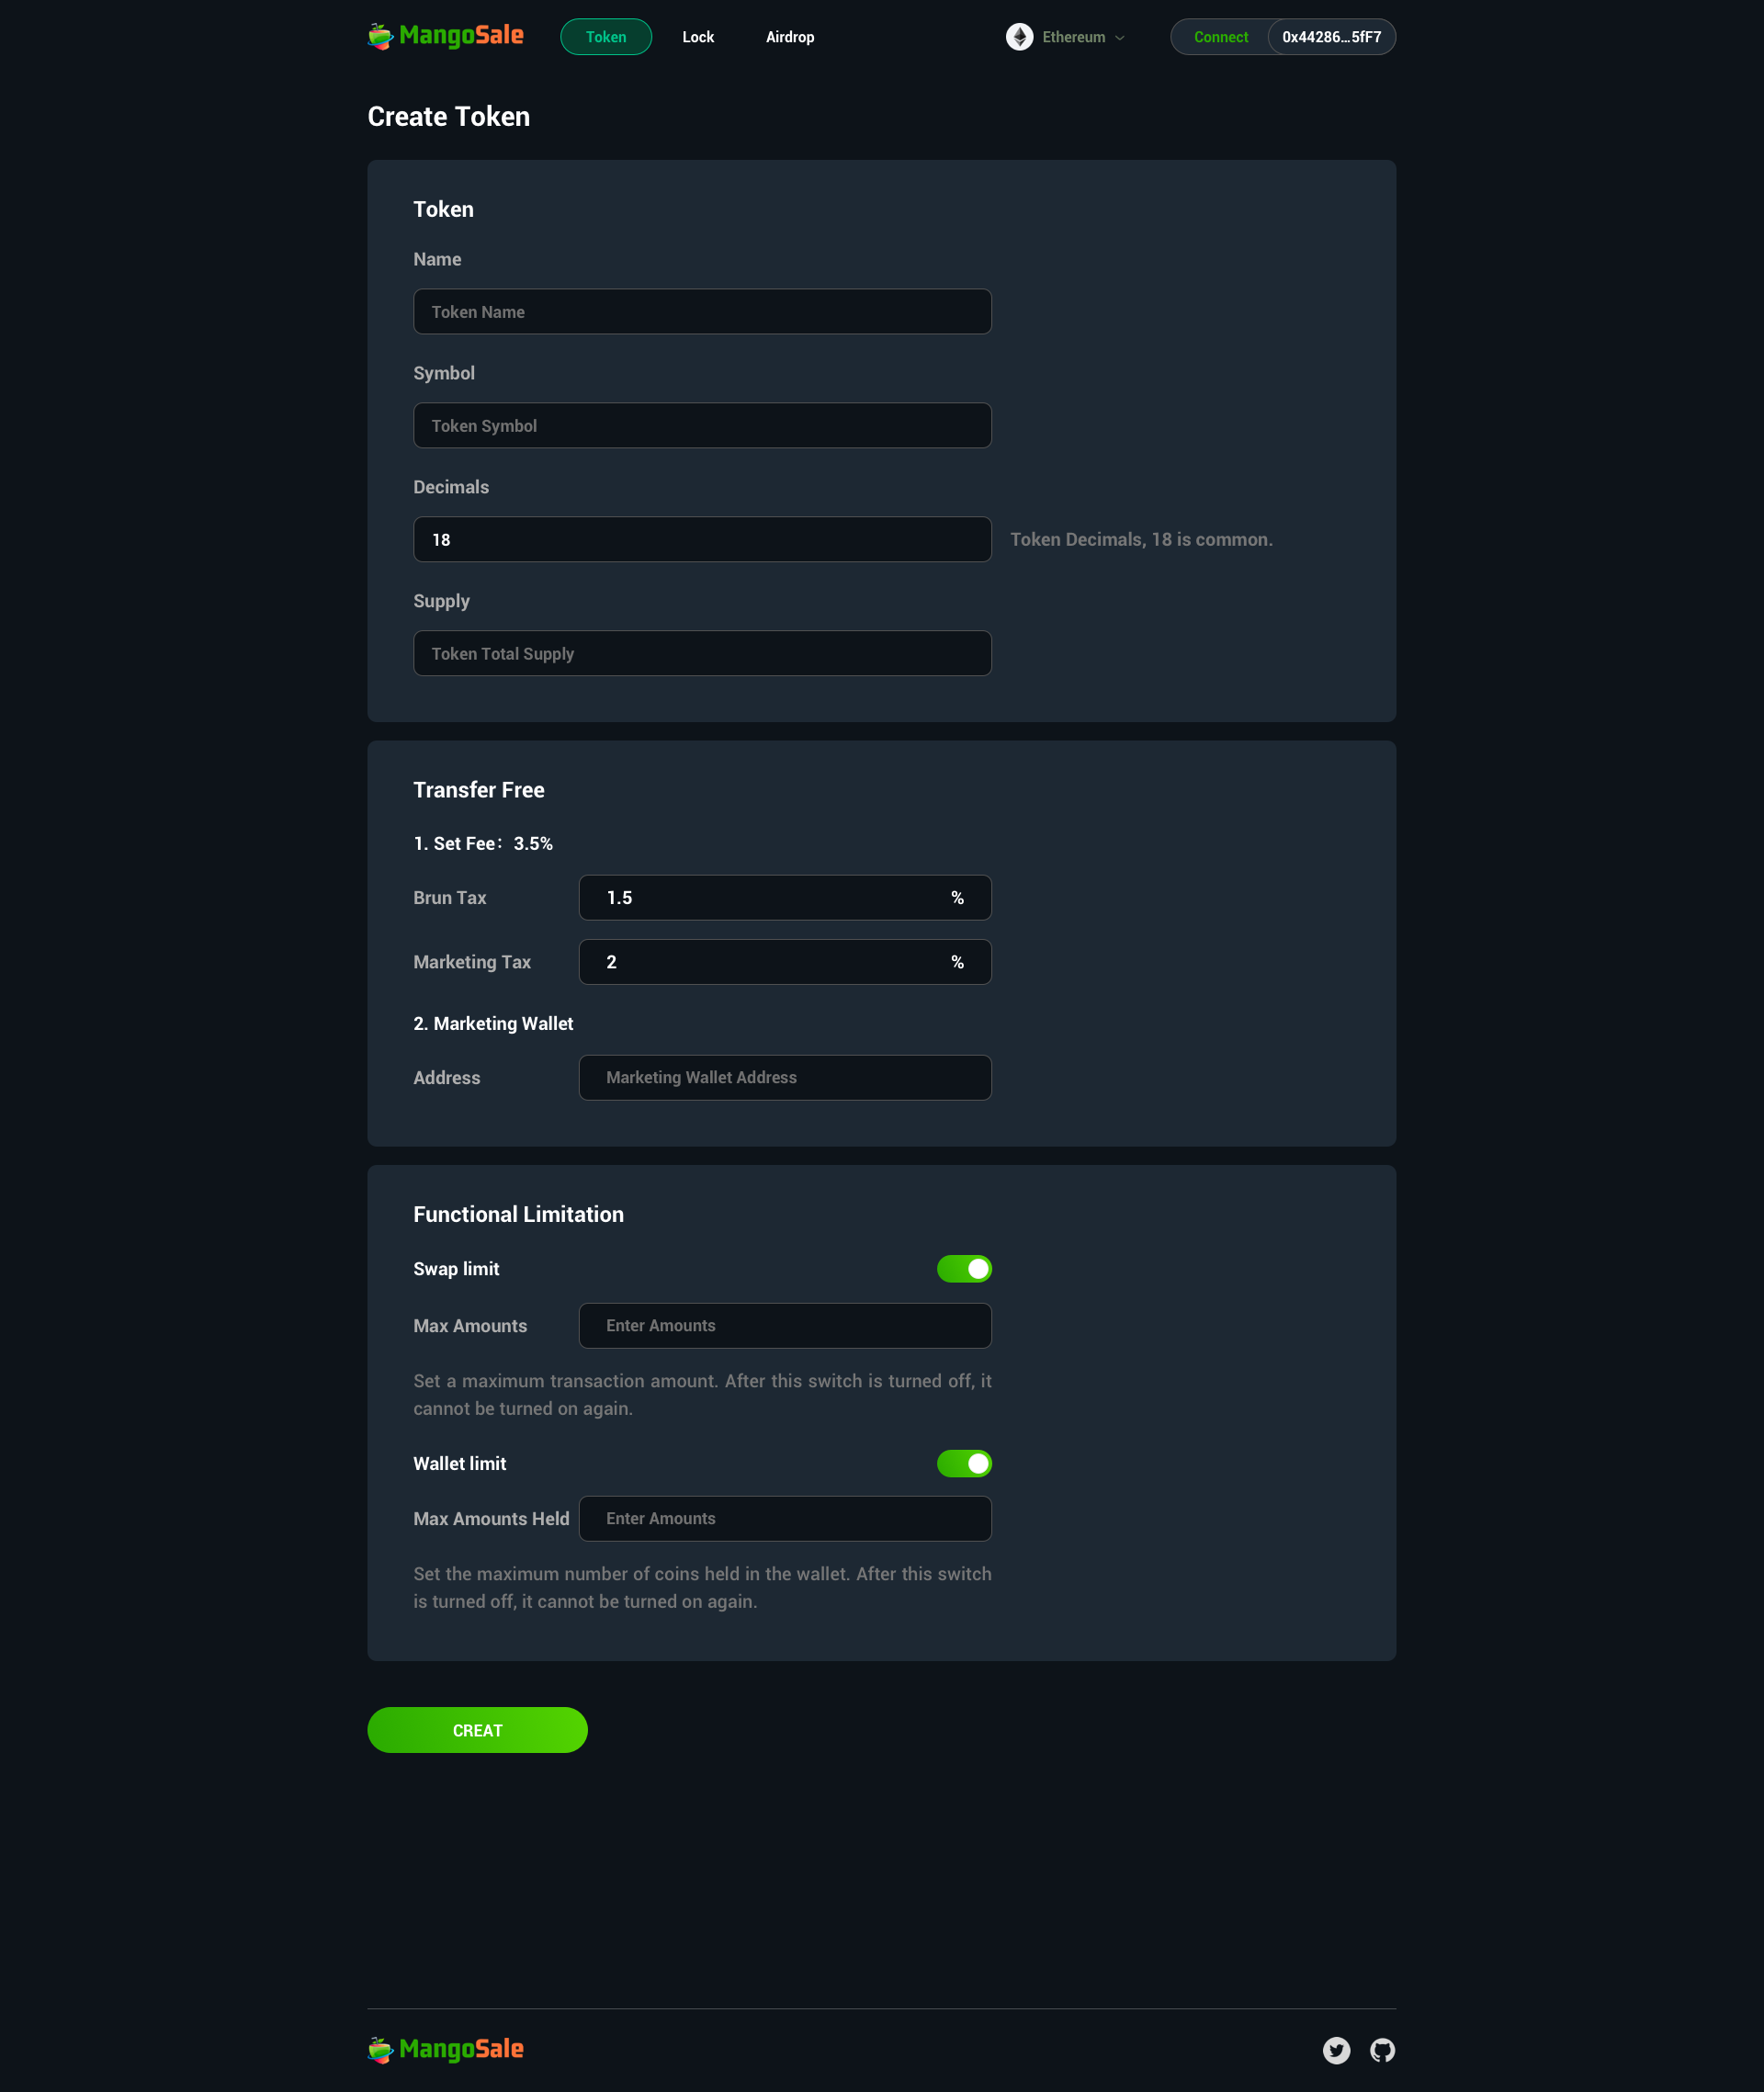 MangoSale
Token
Lock
Airdrop
Ethereum
Connect
0x44286...5fF7
Create Token
Token
Name
Token Name
Symbol
Token Symbol
Decimals
18
Token Decimals, 18 is common.
Supply
Token Total Supply
Transfer Free
1. Set Fee：3.5%
Brun Tax
1.5
%
Marketing Tax
2
%
2. Marketing Wallet
Address
Marketing Wallet Address
Functional Limitation
Swap limit
Max Amounts
Enter Amounts
Set a maximum transaction amount. After this switch is turned off, it
cannot be turned on again.
Wallet limit
Max Amounts Held
Enter Amounts
Set the maximum number of coins held in the wallet. After this switch
is turned off, it cannot be turned on again.
CREAT
MangoSale